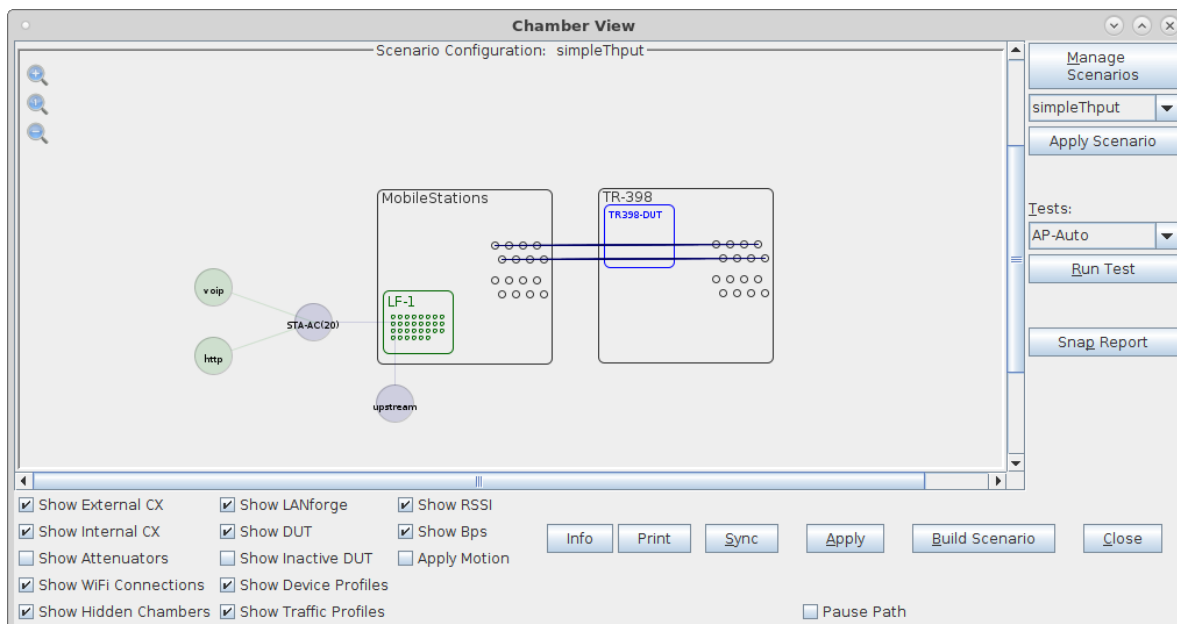 Chamber View
Scenario Configuration: simpleThput
Manage
Scenarios
simpleThput
Apply Scenario
MobileStations
TR-398
TR398-DUT
Tests:
AP-Auto
Run Test
voip
LF-1
STA-AC(20)
http
Snap Report
upstream
Show External CX
Show LANforge
Show RSSI
Show Internal CX
Show DUT
Show Bps
Info
Print
Sync
Apply
Build Scenario
Close
Show Attenuators
Show Inactive DUT
Apply Motion
Show WiFi Connections
Show Device Profiles
Show Hidden Chambers
Show Traffic Profiles
Pause Path